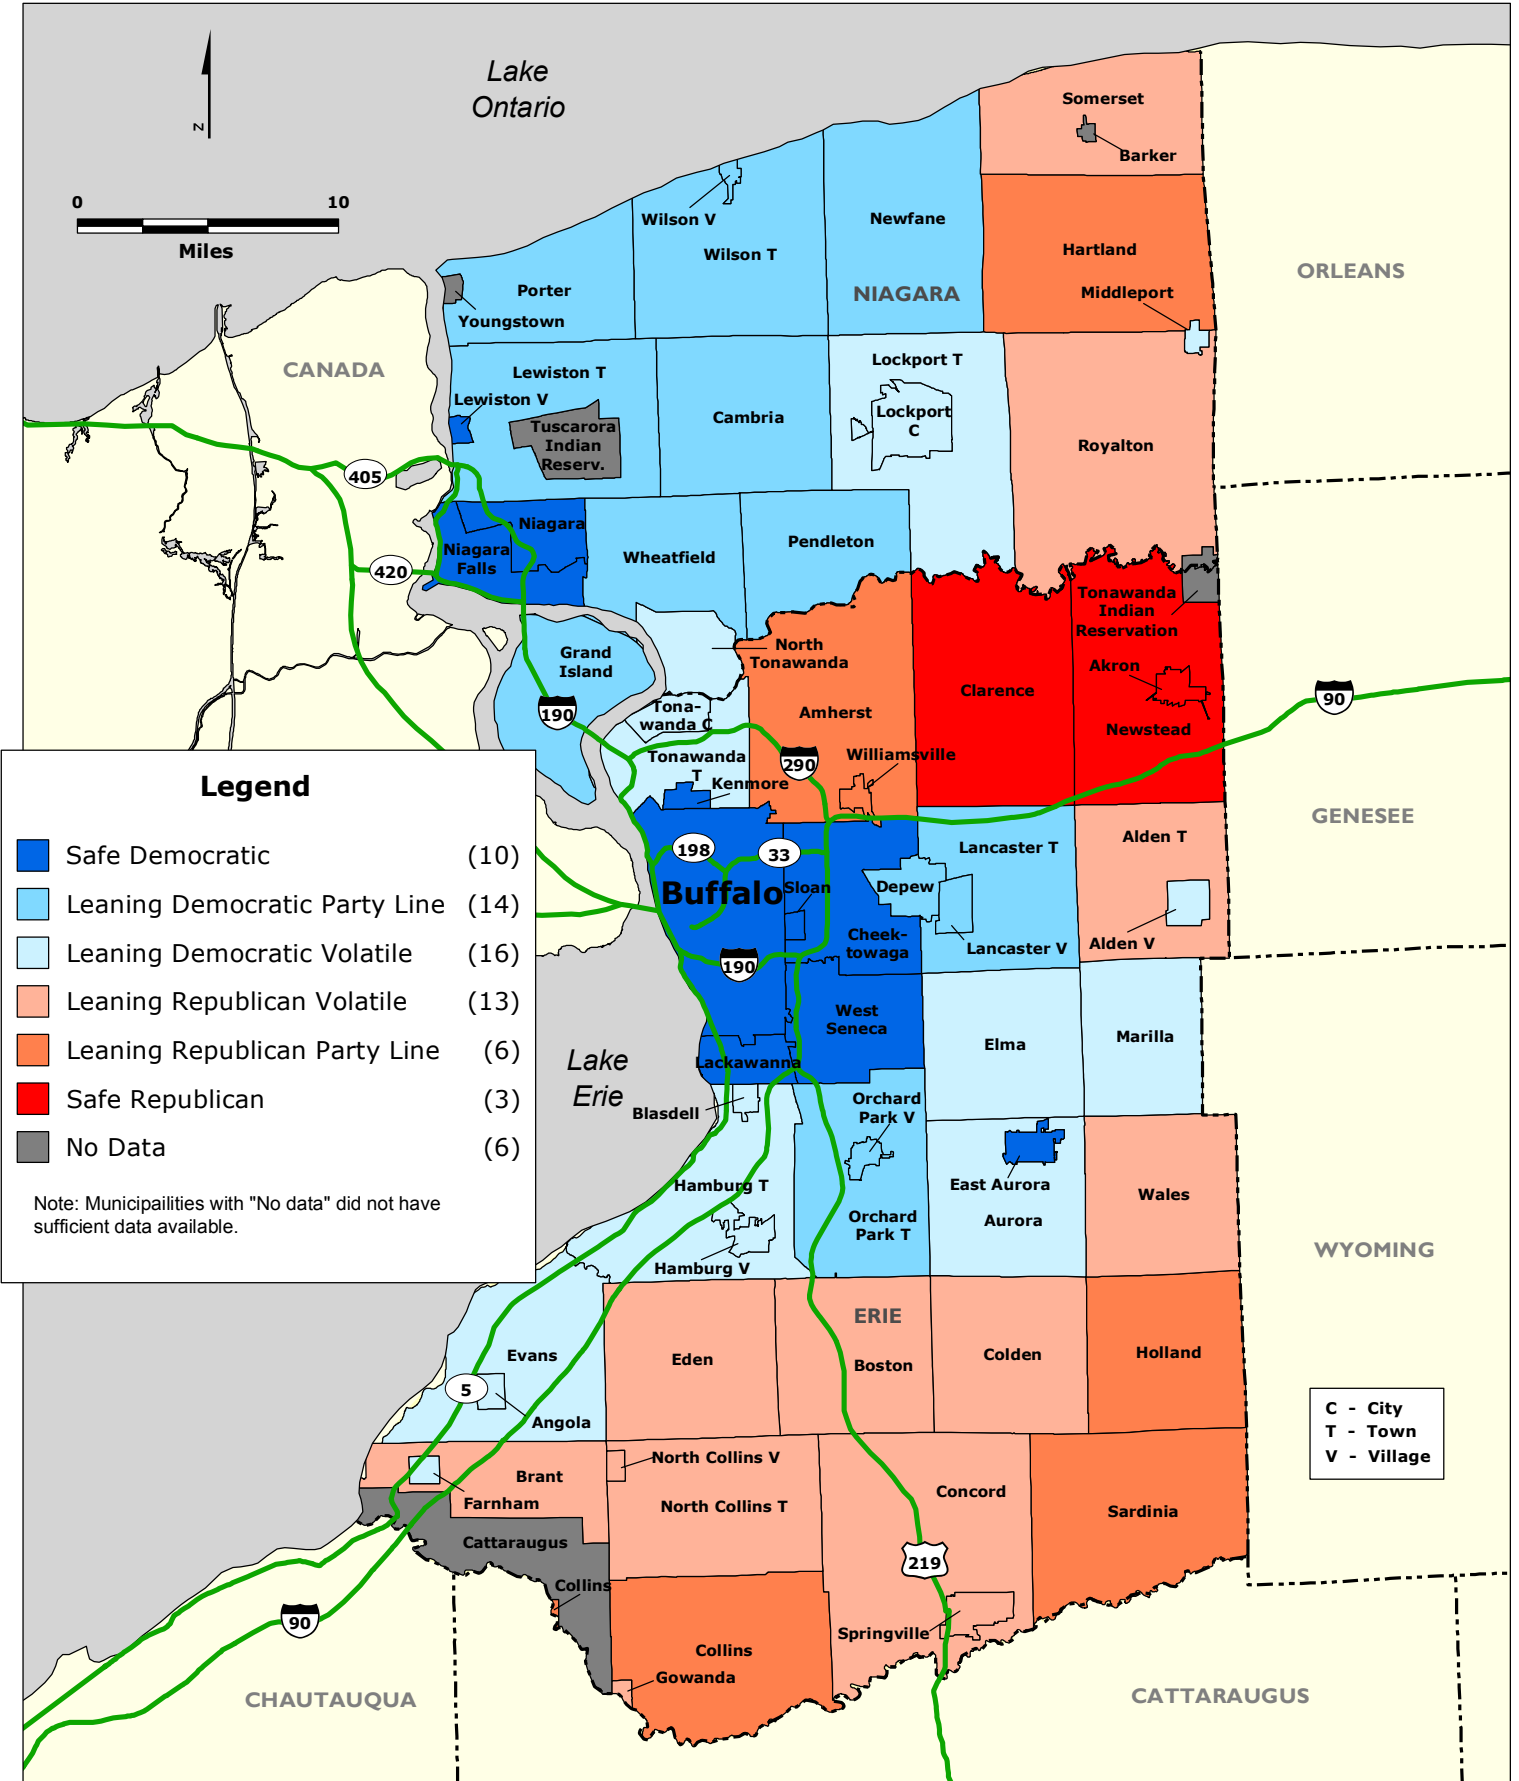 Lake
Ontario
Somerset
Barker
0 10
Miles
N
Wilson V
Wilson T
Newfane
NIAGARA
Hartland
Middleport
ORLEANS
Porter
Youngstown
CANADA
Lewiston T
Lewiston V
Tuscarora
Indian
Reserv.
Cambria
Lockport T
Lockport
C
Royalton
405
420
Niagara
Niagara
Falls
Wheatfield
Pendleton
Tonawanda
Indian
Reservation
Grand
Island
North
Tonawanda
Akron
Clarence
Newstead
90
190
Tona-
wanda C
Amherst
Tonawanda
T
Kenmore
290
Williamsville
GENESEE
Legend
Safe Democratic (10)
Leaning Democratic Party Line (14)
Leaning Democratic Volatile (16)
Leaning Republican Volatile (13)
Leaning Republican Party Line (6)
Safe Republican (3)
No Data (6)
Note: Municipailities with "No data" did not have
sufficient data available.
198
33
Buffalo
Sloan
Depew
Lancaster T
Alden T
Cheek-
towaga
Lancaster V
Alden V
190
West
Seneca
Elma
Marilla
Lackawanna
Lake
Erie
Blasdell
Orchard
Park V
Hamburg T
East Aurora
Aurora
Wales
Orchard
Park T
Hamburg V
WYOMING
ERIE
Evans
Eden
Boston
Colden
Holland
5
Angola
C - City
T - Town
V - Village
Brant
Farnham
North Collins V
North Collins T
Concord
Sardinia
Cattaraugus
219
Collins
90
Springville
Collins
Gowanda
CHAUTAUQUA
CATTARAUGUS